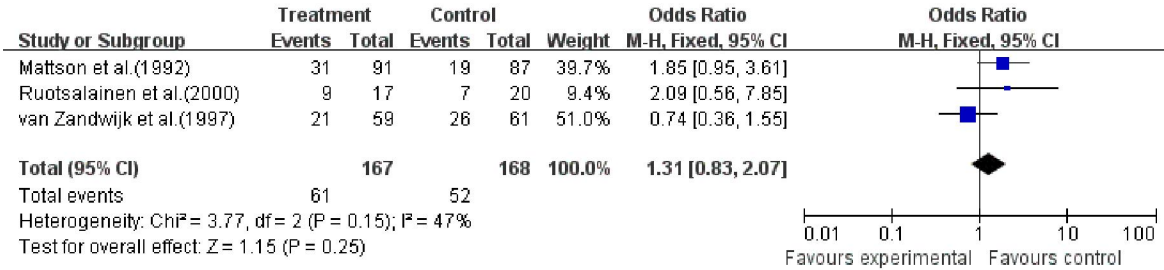 Treatment Control Odds Ratio Odds Ratio
Study or Subgroup Events Total Events Total Weight M-H, Fixed, 95% CI M-H, Fixed, 95% CI
Mattson et al.(1992) 31 91 19 87 39.7% 1.85 [0.95, 3.61]
Ruotsalainen et al.(2000) 9 17 7 20 9.4% 2.09 [0.56, 7.85]
van Zandwijk et al.(1997) 21 59 26 61 51.0% 0.74 [0.36, 1.55]
Total (95% CI) 167 168 100.0% 1.31 [0.83, 2.07]
Total events 61 52
Heterogeneity: Chi² = 3.77, df = 2 (P = 0.15); I² = 47%
Test for overall effect: Z = 1.15 (P = 0.25)
0.01 0.1 1 10 100
Favours experimental Favours control